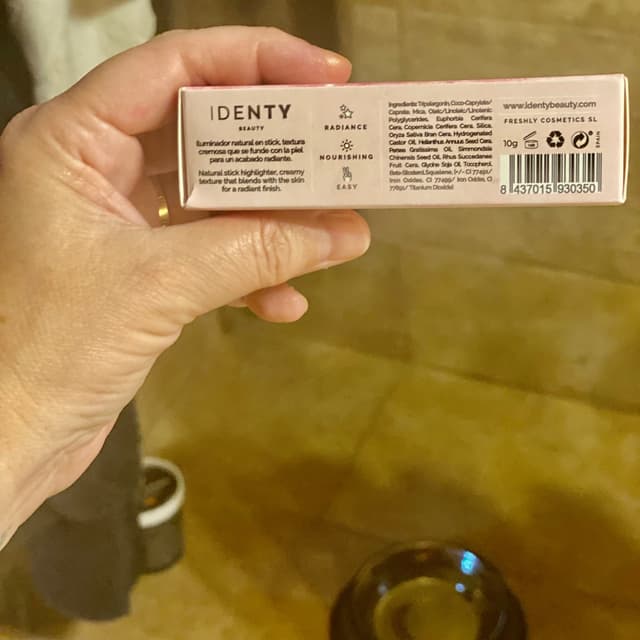 IDENTY
BEAUTY
Iluminador natural en stick, textura
cremosa que se funde con la piel
para un acabado radiante.
Natural stick highlighter, creamy
texture that blends with the skin
for a radiant finish.
RADIANCE
NOURISHING
EASY
Ingredients: Tripelargonin, Coco-Caprylate/
Caprate, Mica, Oleic/Linoleic/Linolenic
Polyglycerides, Euphorbia Cerifera
Cera, Copernicia Cerifera Cera, Silica,
Oryza Sativa Bran Cera, Hydrogenated
Castor Oil, Helianthus Annuus Seed Cera,
Simmondsia
Chinensis Seed Oil, Rhus Succedanea
Fruit Cera, Glycine Soja Oil, Tocopherol,
Beta-Sitosterol, Squalene, [+/- CI 77491/
Iron Oxides, CI 77499/ Iron Oxides, CI
77891/ Titanium Dioxide]
www.identybeauty.com
FRESHLY COSMETICS SL
10g
SPAIN
8 437015 930350